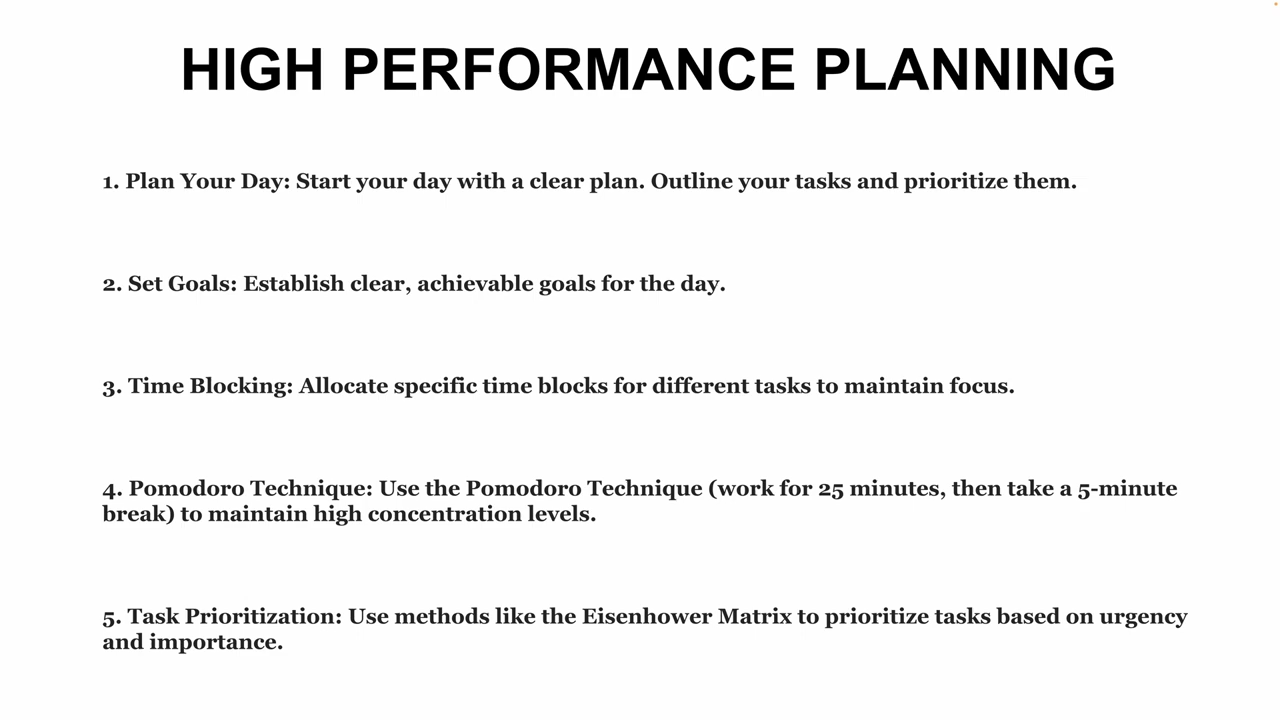 HIGH PERFORMANCE PLANNING
1. Plan Your Day: Start your day with a clear plan. Outline your tasks and prioritize them.
2. Set Goals: Establish clear, achievable goals for the day.
3. Time Blocking: Allocate specific time blocks for different tasks to maintain focus.
4. Pomodoro Technique: Use the Pomodoro Technique (work for 25 minutes, then take a 5-minute
break) to maintain high concentration levels.
5. Task Prioritization: Use methods like the Eisenhower Matrix to prioritize tasks based on urgency
and importance.